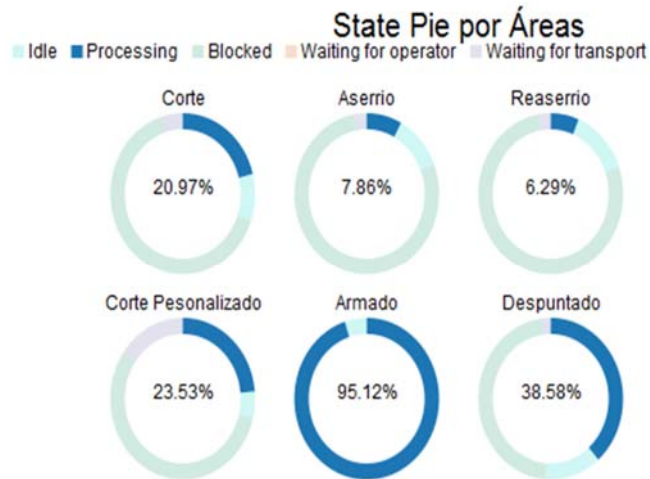 State Pie por Áreas
Idle Processing Blocked Waiting for operator Waiting for transport
Corte Aserrio Reaserrio
20.97% 7.86% 6.29%
Corte Pesonalizado Armado Despuntado
23.53% 95.12% 38.58%